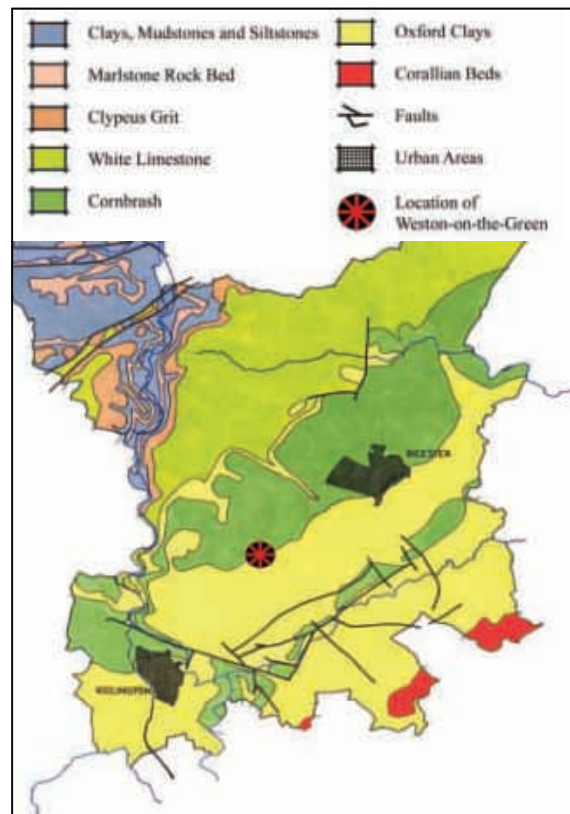 Clays, Mudstones and Siltstones
Marlstone Rock Bed
Clypeus Grit
White Limestone
Cornbrash
Oxford Clays
Corallian Beds
Faults
Urban Areas
Location of
Weston-on-the-Green
BICESTER
KIDLINGTON